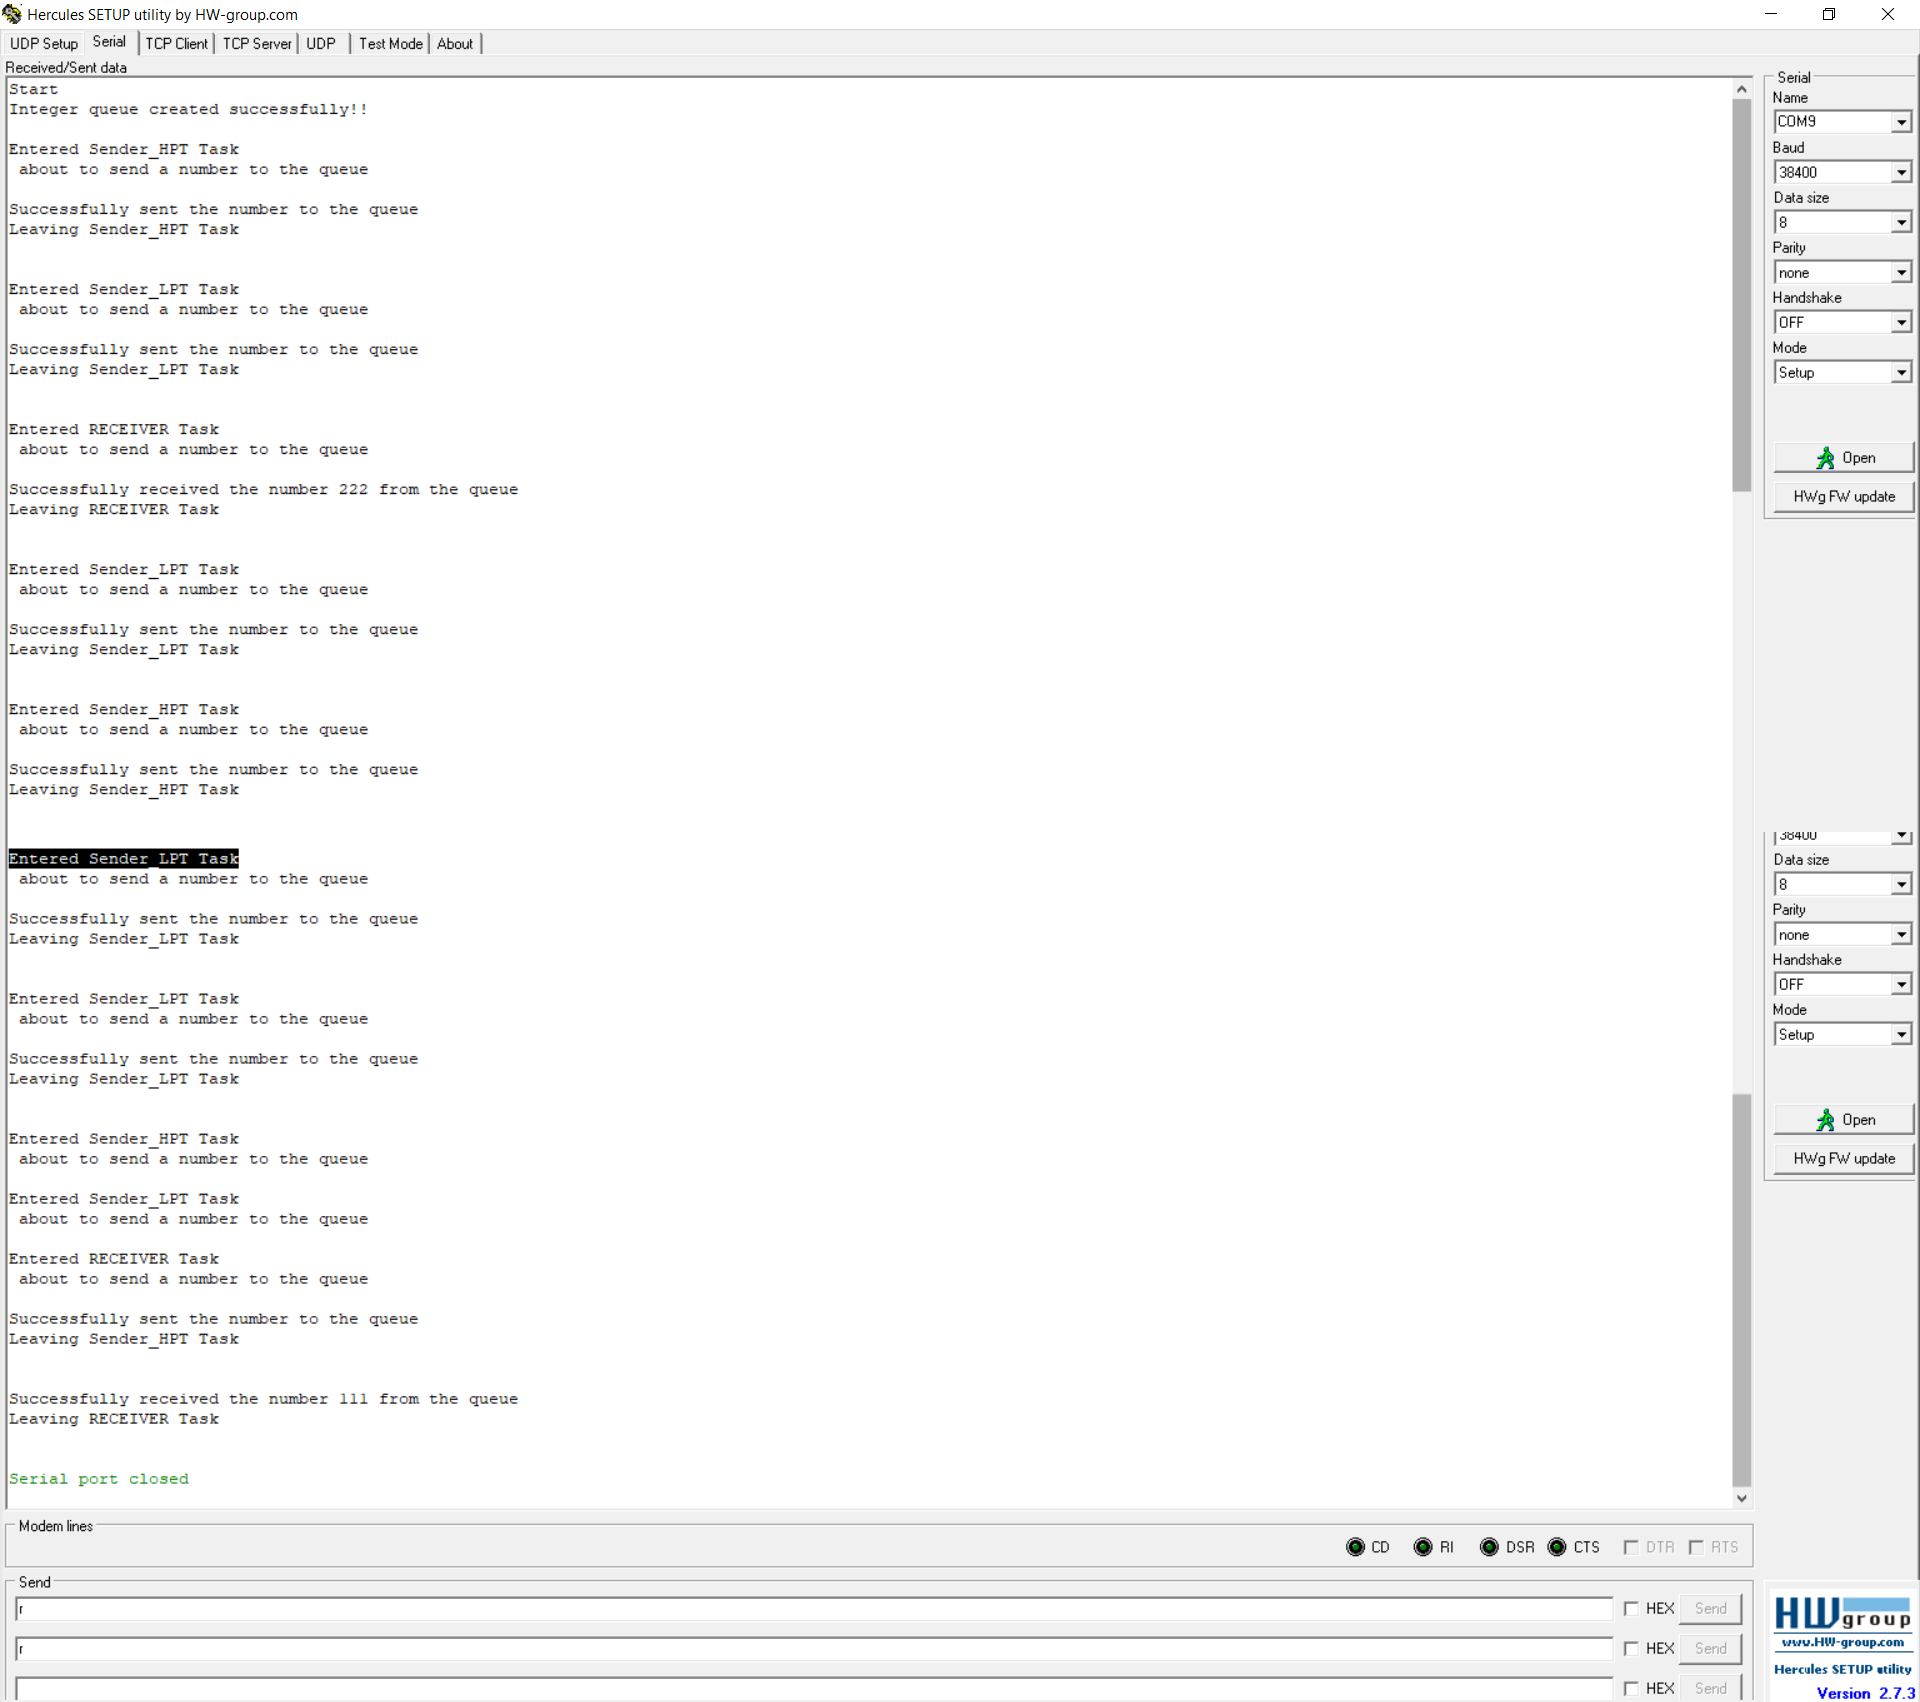 Hercules SETUP utility by HW-group.com
UDP Setup Serial TCP Client TCP Server UDP Test Mode About
Received/Sent data
Start
Integer queue created successfully!!
Entered Sender_HPT Task
about to send a number to the queue
Successfully sent the number to the queue
Leaving Sender_HPT Task
Entered Sender_LPT Task
about to send a number to the queue
Successfully sent the number to the queue
Leaving Sender_LPT Task
Entered RECEIVER Task
about to send a number to the queue
Successfully received the number 222 from the queue
Leaving RECEIVER Task
Entered Sender_LPT Task
about to send a number to the queue
Successfully sent the number to the queue
Leaving Sender_LPT Task
Entered Sender_HPT Task
about to send a number to the queue
Successfully sent the number to the queue
Leaving Sender_HPT Task
Entered Sender_LPT Task
about to send a number to the queue
Successfully sent the number to the queue
Leaving Sender_LPT Task
Entered Sender_LPT Task
about to send a number to the queue
Successfully sent the number to the queue
Leaving Sender_LPT Task
Entered Sender_HPT Task
about to send a number to the queue
Entered Sender_LPT Task
about to send a number to the queue
Entered RECEIVER Task
about to send a number to the queue
Successfully sent the number to the queue
Leaving Sender_HPT Task
Successfully received the number 111 from the queue
Leaving RECEIVER Task
Serial port closed
Serial
Name
COM9
Baud
38400
Data size
8
Parity
none
Handshake
OFF
Mode
Setup
Open
HWg FW update
38400
Data size
8
Parity
none
Handshake
OFF
Mode
Setup
Open
HWg FW update
Modem lines
CD RI DSR CTS DTR RTS
Send
r HEX Send
r HEX Send
HEX Send
HWgroup
www.HW-group.com
Hercules SETUP utility
Version 2.7.3